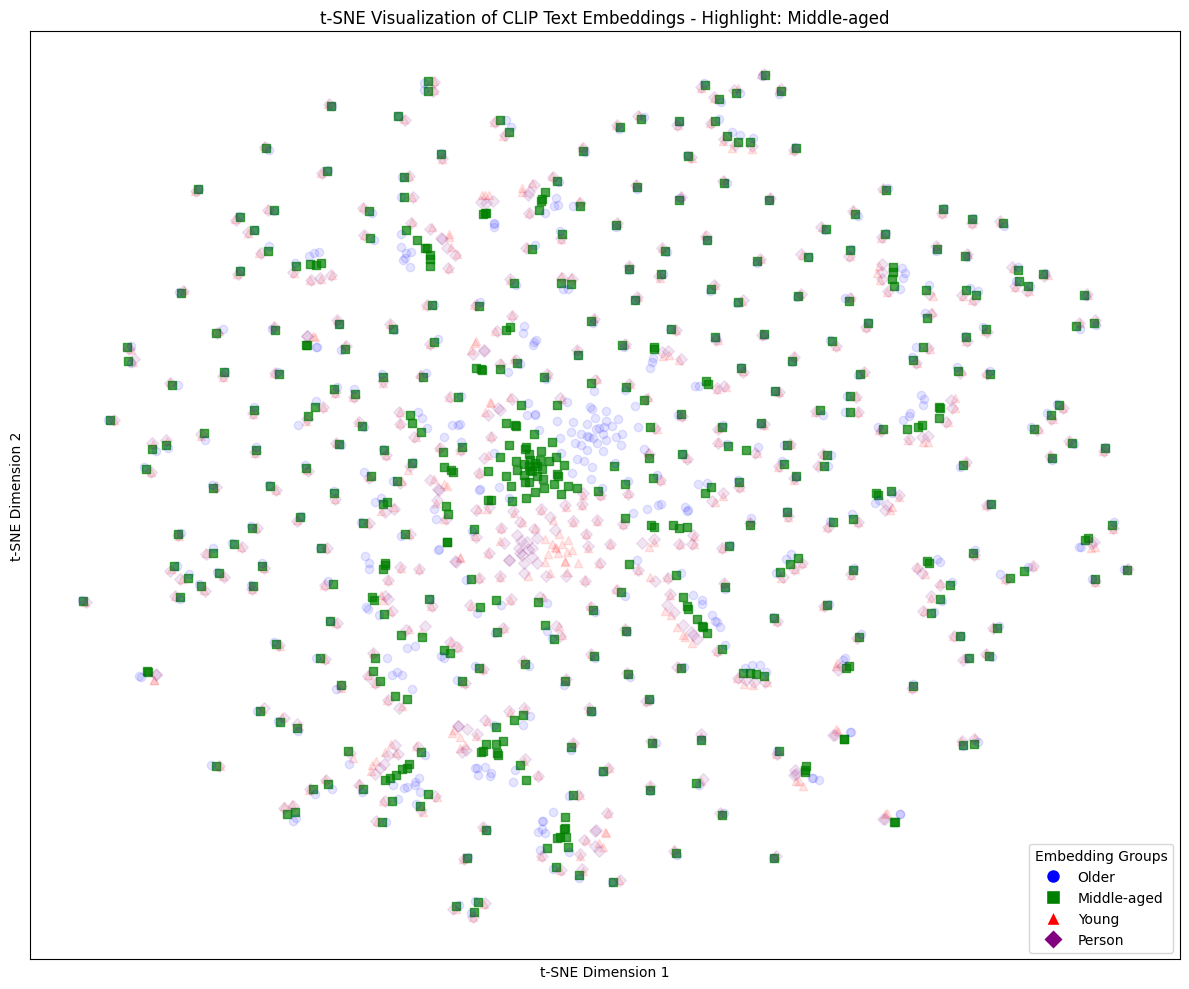 t-SNE Visualization of CLIP Text Embeddings - Highlight: Middle-aged
t-SNE Dimension 2
t-SNE Dimension 1
Embedding Groups
Older
Middle-aged
Young
Person